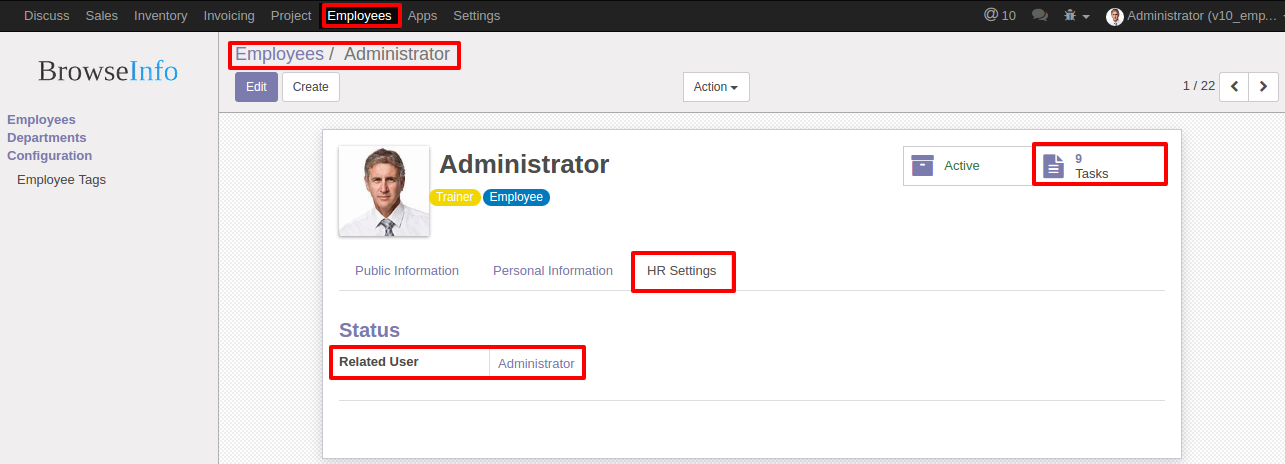 Discuss Sales Inventory Invoicing Project Employees Apps Settings @ 10 Administrator (v10_emp...
BrowseInfo
Employees / Administrator
Edit Create Action 1 / 22
Employees
Departments
Configuration
Employee Tags
Administrator
Trainer Employee
Active
9
Tasks
Public Information Personal Information HR Settings
Status
Related User Administrator